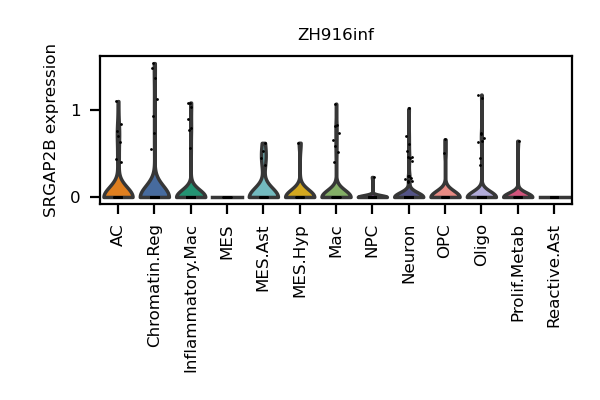 ZH916inf
SRGAP2B expression
1
0
AC
Chromatin.Reg
Inflammatory.Mac
MES
MES.Ast
MES.Hyp
Mac
NPC
Neuron
OPC
Oligo
Prolif.Metab
Reactive.Ast